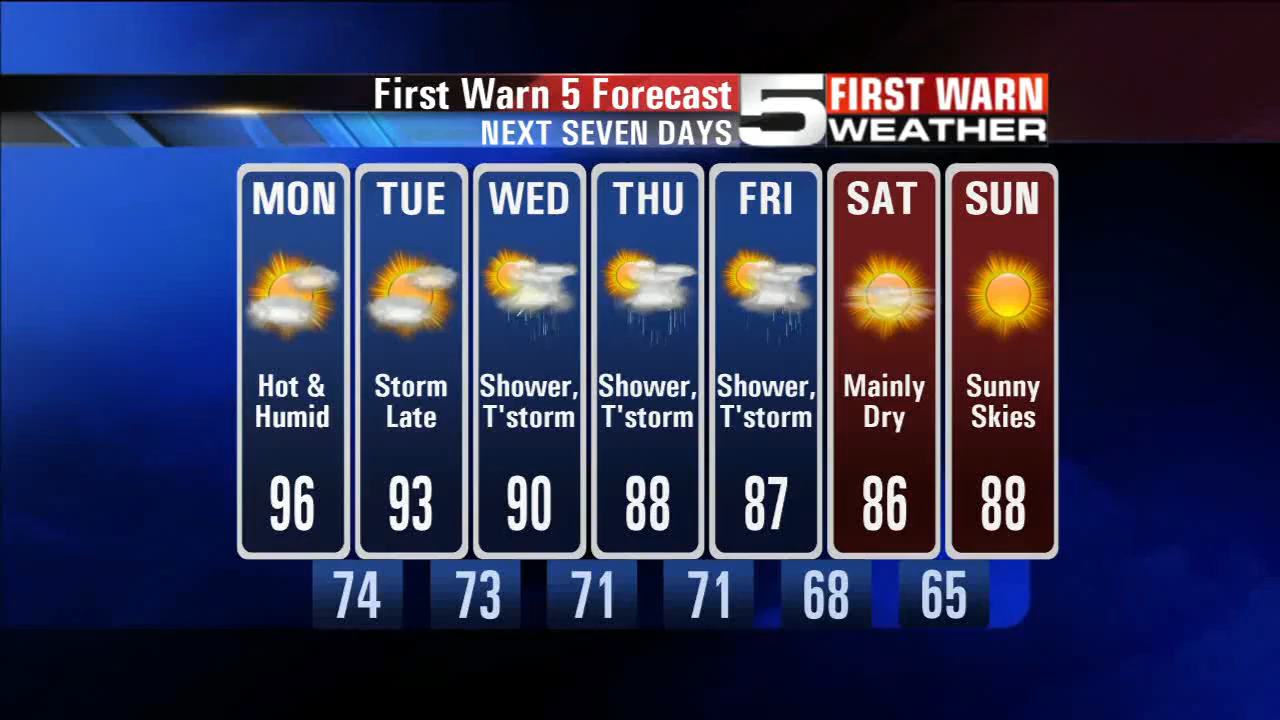 First Warn 5 Forecast
NEXT SEVEN DAYS
5
FIRST WARN
WEATHER
MON
TUE
WED
THU
FRI
SAT
SUN
Hot &
Humid
Storm
Late
Shower,
T'storm
Shower,
T'storm
Shower,
T'storm
Mainly
Dry
Sunny
Skies
96
93
90
88
87
86
88
74
73
71
71
68
65